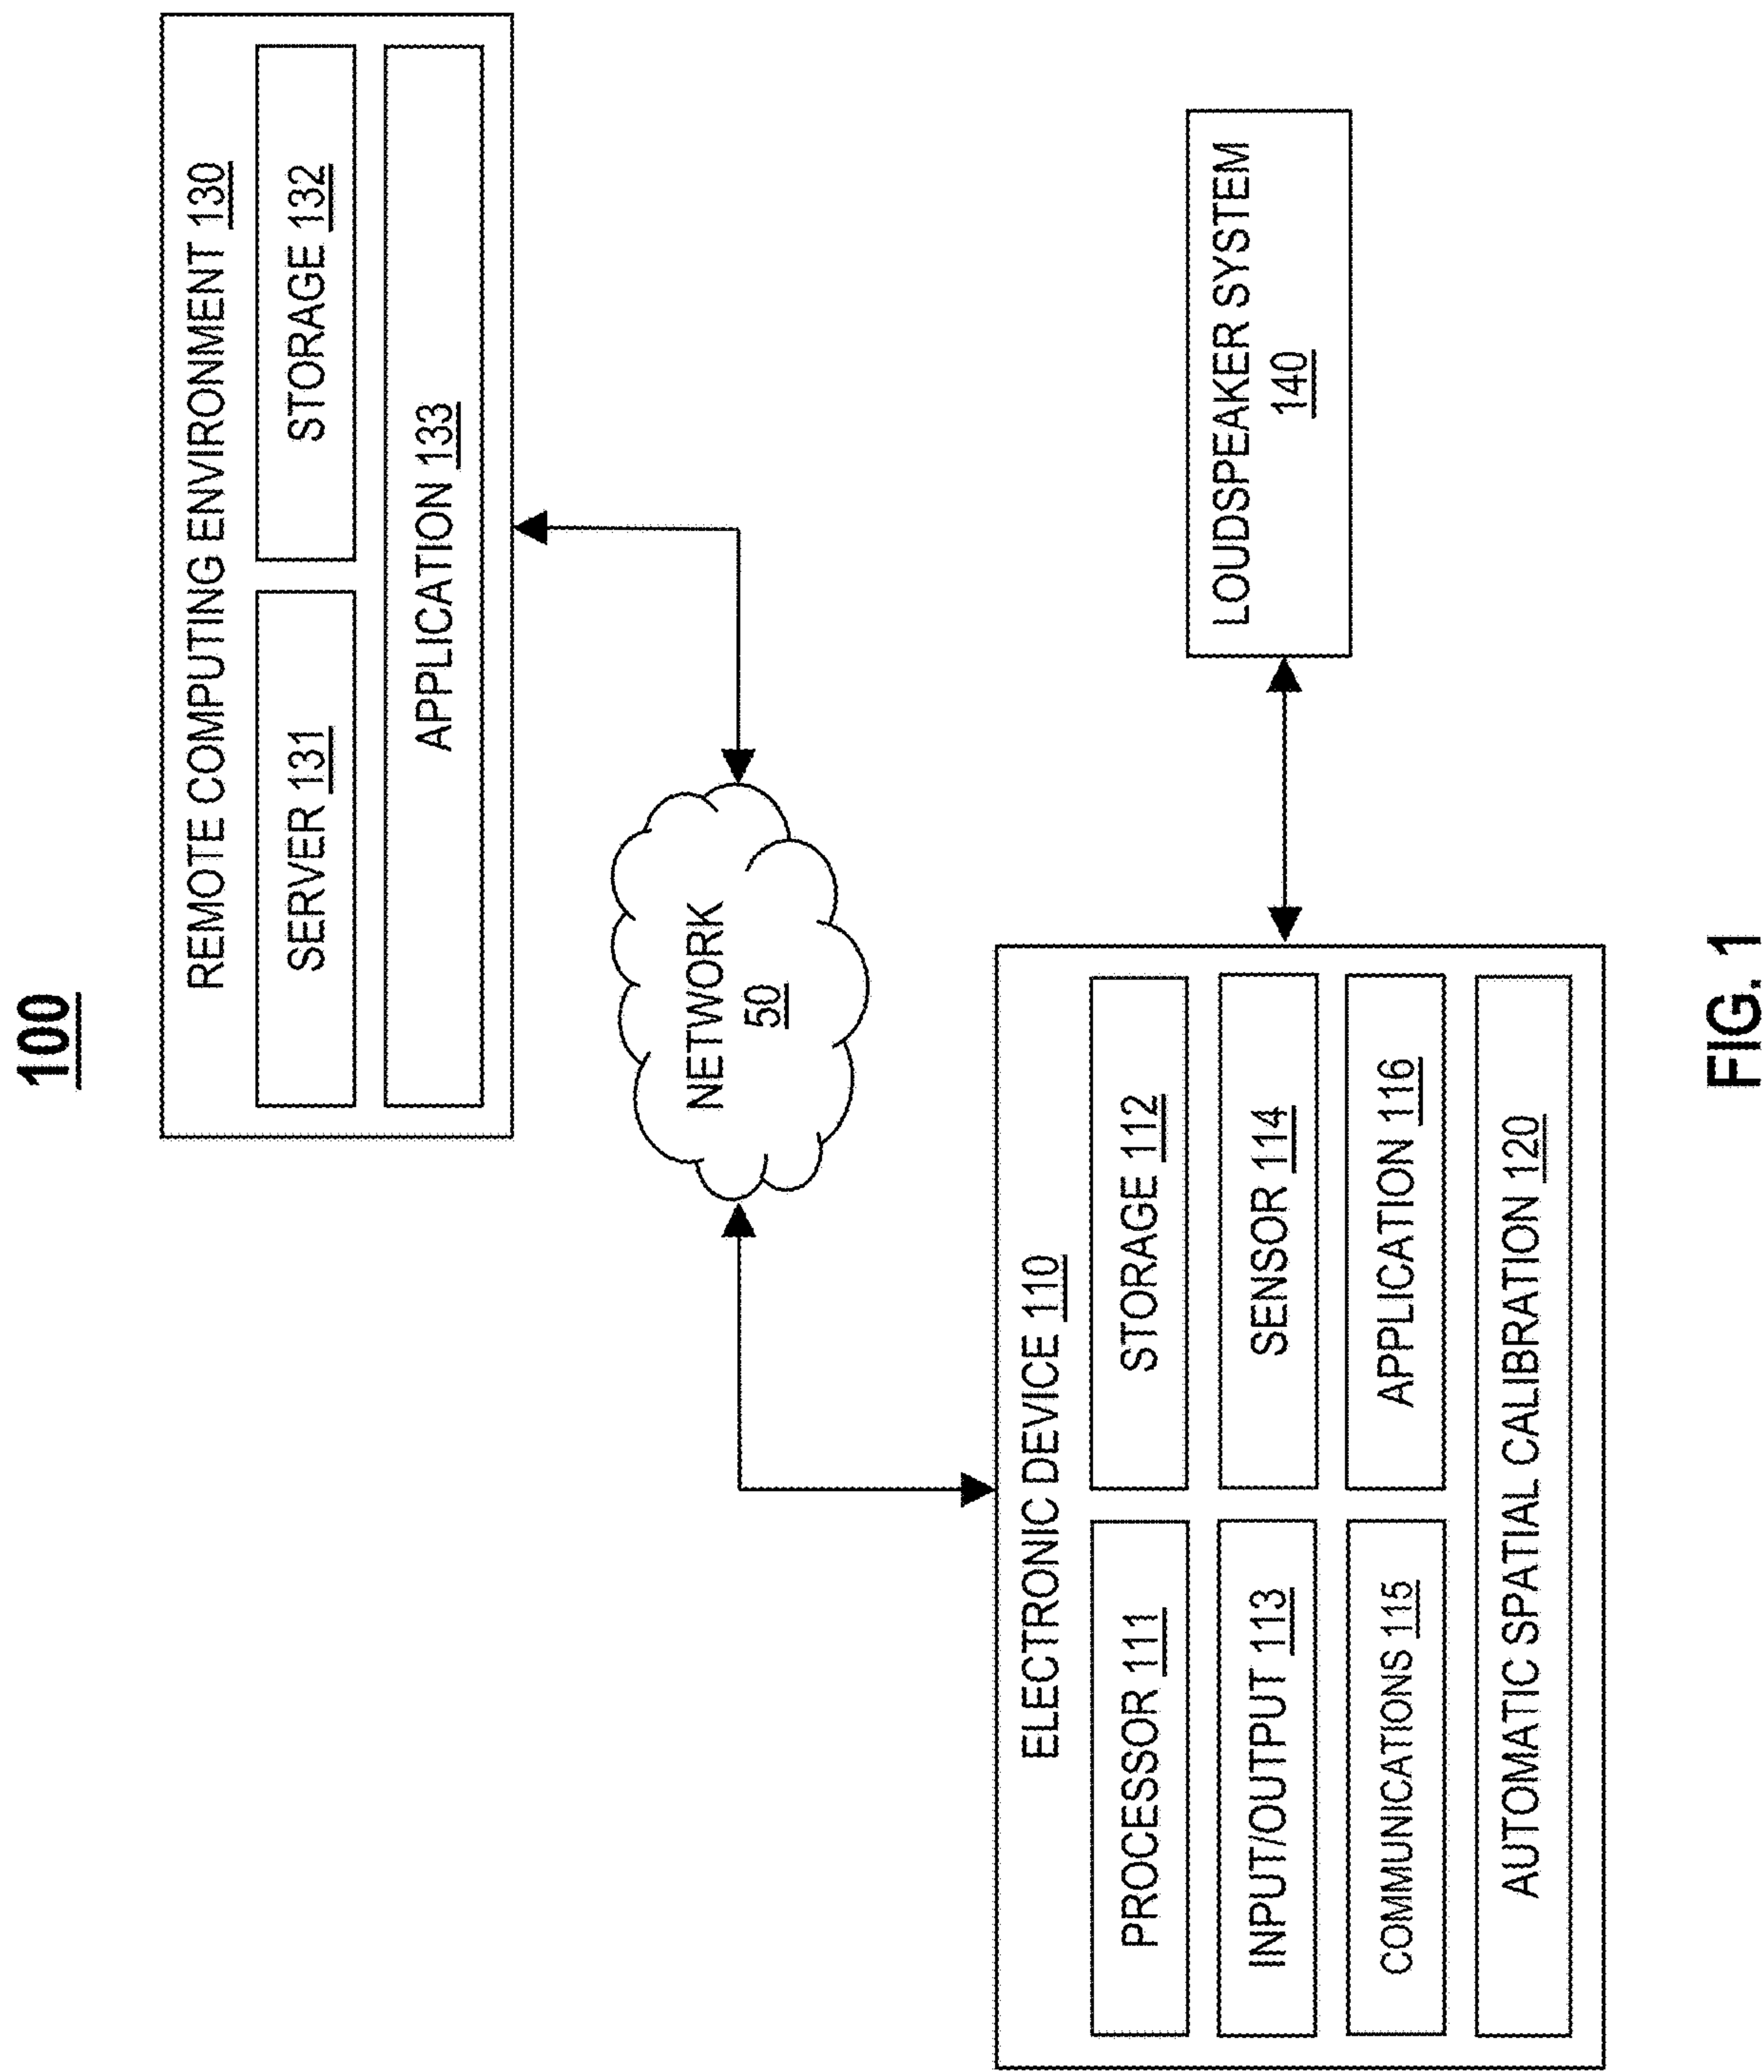 100
REMOTE COMPUTING ENVIRONMENT 130
SERVER 131
STORAGE 132
APPLICATION 133
NETWORK
50
ELECTRONIC DEVICE 110
PROCESSOR 111
STORAGE 112
INPUT/OUTPUT 113
SENSOR 114
COMMUNICATIONS 115
APPLICATION 116
AUTOMATIC SPATIAL CALIBRATION 120
LOUDSPEAKER SYSTEM
140
FIG. 1